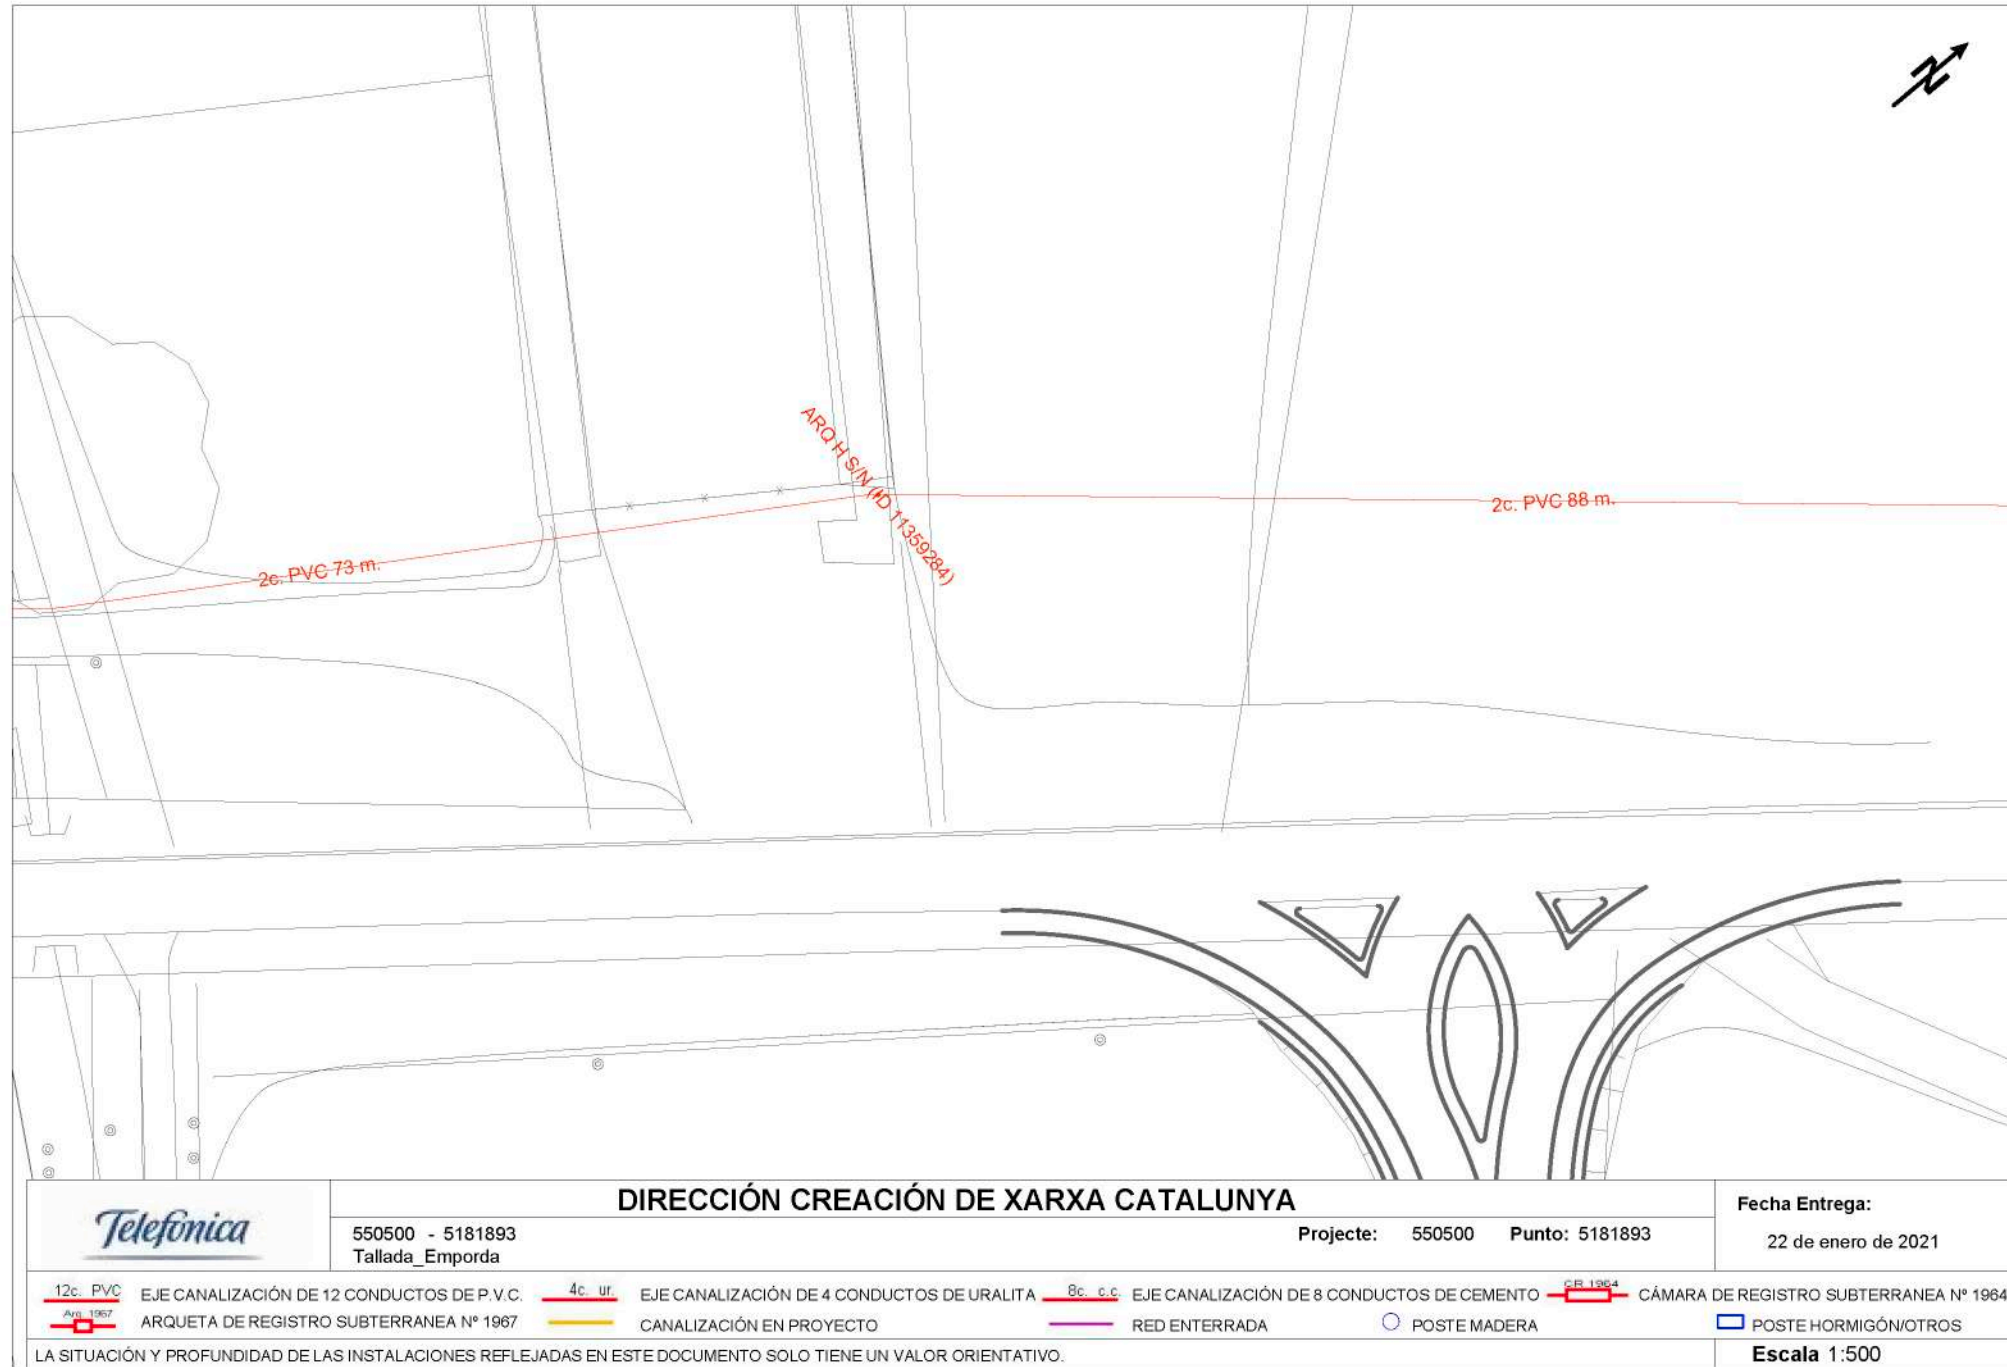 N
ARQ H S/N (ID 11359284)
2c. PVC 88 m.
2c. PVC 73 m.
Telefónica
DIRECCIÓN CREACIÓN DE XARXA CATALUNYA
550500 - 5181893
Tallada_Emporda
Projecte: 550500 Punto: 5181893
Fecha Entrega:
22 de enero de 2021
12c. PVC EJE CANALIZACIÓN DE 12 CONDUCTOS DE P.V.C. 4c. ur. EJE CANALIZACIÓN DE 4 CONDUCTOS DE URALITA 8c. c.c. EJE CANALIZACIÓN DE 8 CONDUCTOS DE CEMENTO CR 1964 CÁMARA DE REGISTRO SUBTERRANEA Nº 1964
Arq. 1967 ARQUETA DE REGISTRO SUBTERRANEA Nº 1967 CANALIZACIÓN EN PROYECTO RED ENTERRADA POSTE MADERA POSTE HORMIGÓN/OTROS
LA SITUACIÓN Y PROFUNDIDAD DE LAS INSTALACIONES REFLEJADAS EN ESTE DOCUMENTO SOLO TIENE UN VALOR ORIENTATIVO.
Escala 1:500